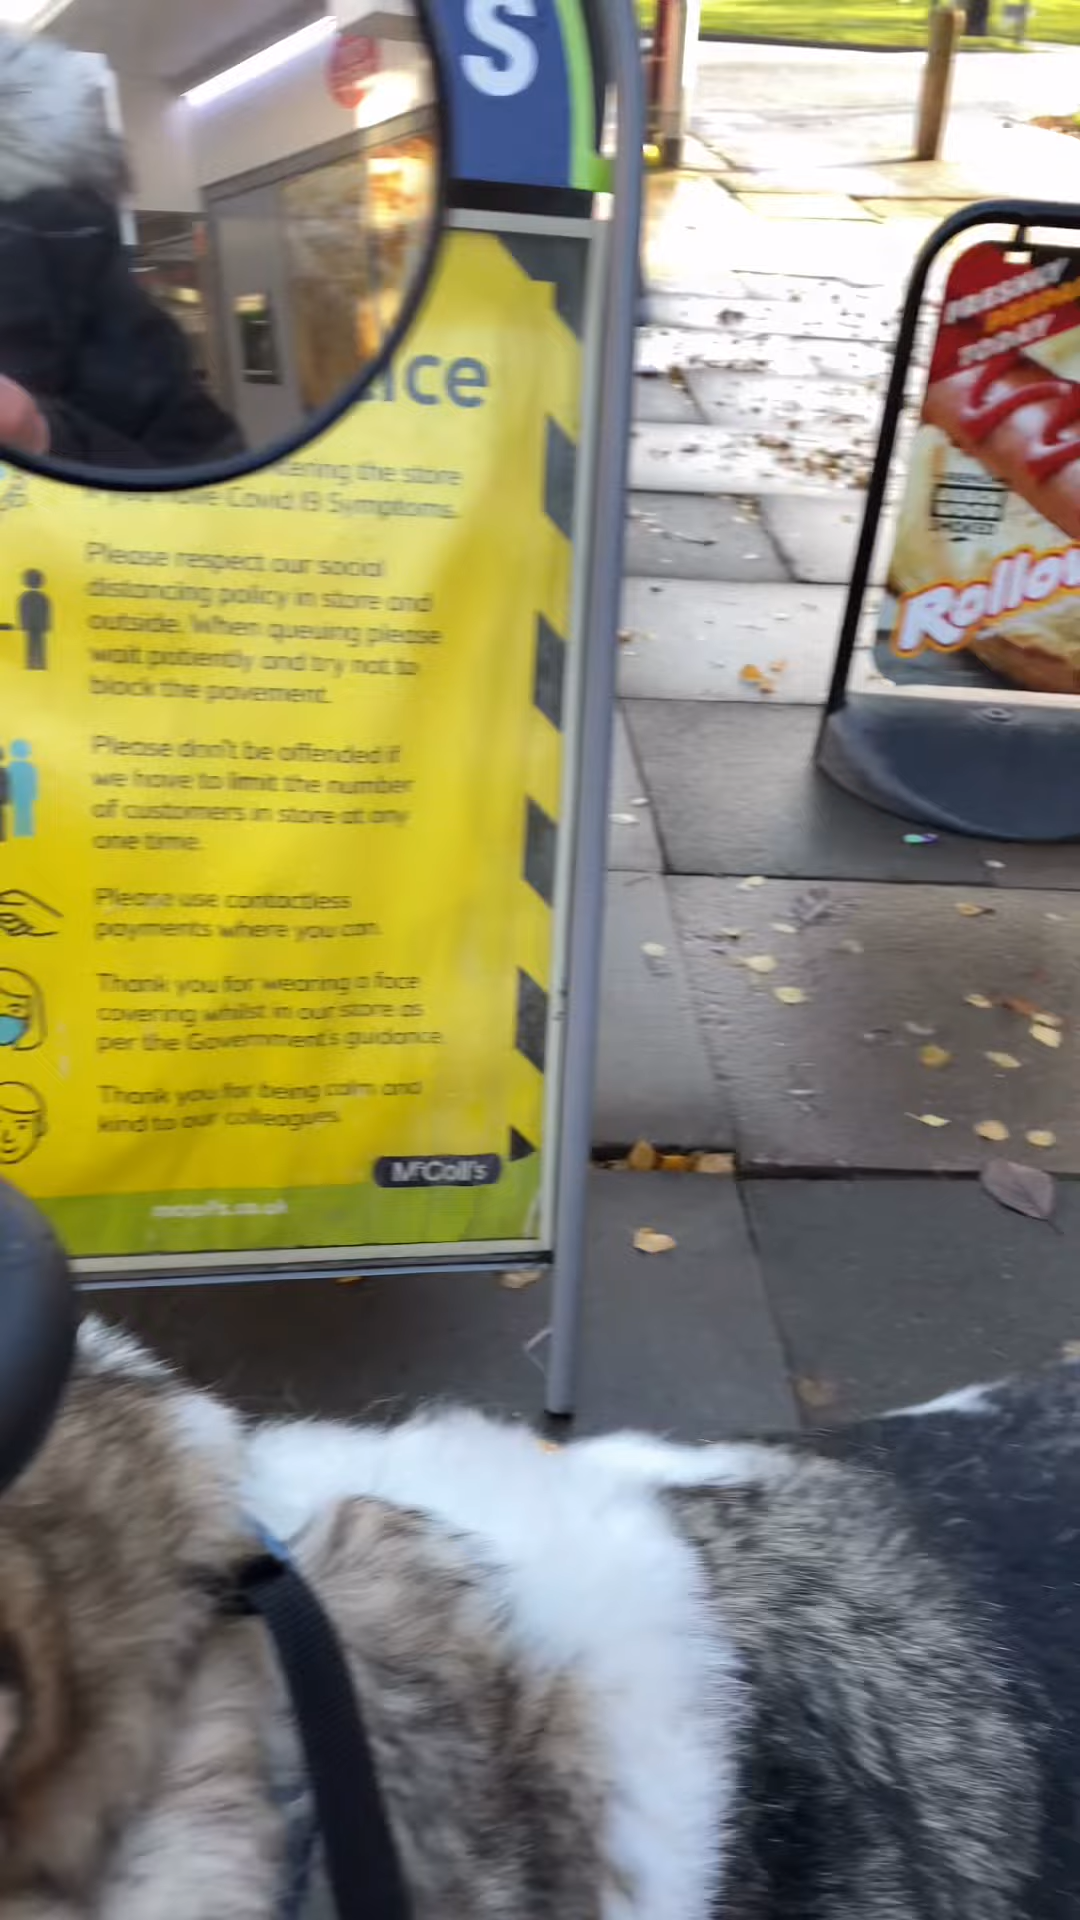 S
ice
the store
Covid 19 Symptoms.
Please respect our social
distancing policy in store and
outside. When queuing please
wait patiently and try not to
block the pavement.
Please don't be offended if
we have to limit the number
of customers in store at any
one time.
Please use contactless
payments where you can.
Thank you for wearing a face
covering whilst in our store as
per the Government's guidance.
Thank you for being calm and
kind to our colleagues.
McColl's
mccolls.co.uk
FRESHLY
TODAY
Rollov